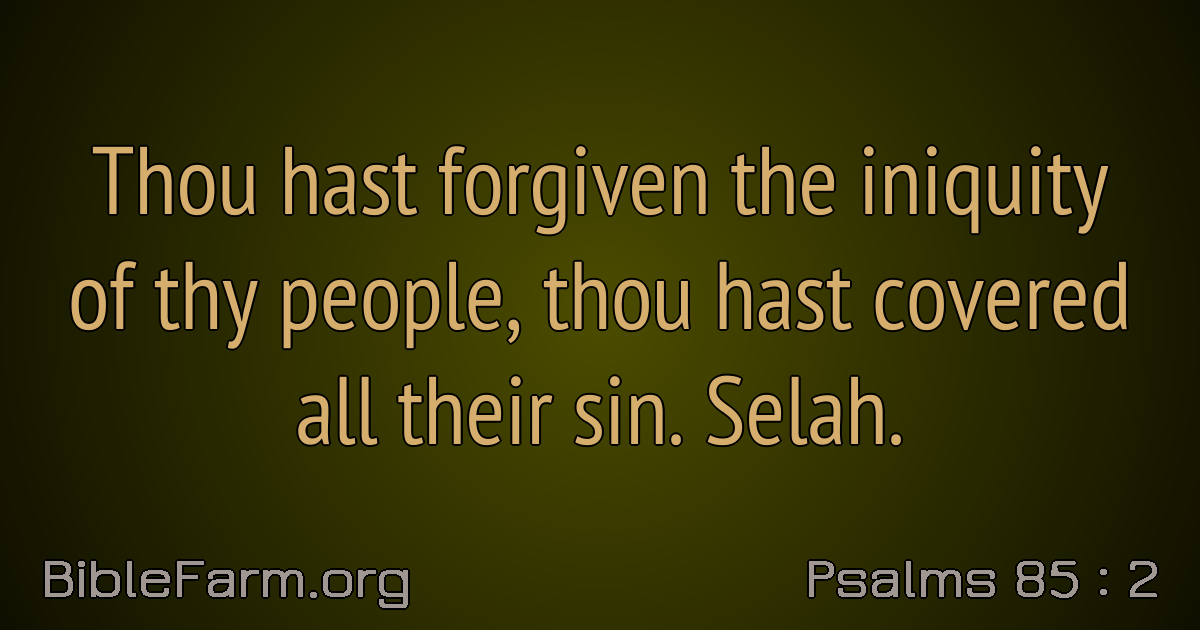 Thou hast forgiven the iniquity
of thy people, thou hast covered
all their sin. Selah.
BibleFarm.org
Psalms 85 : 2